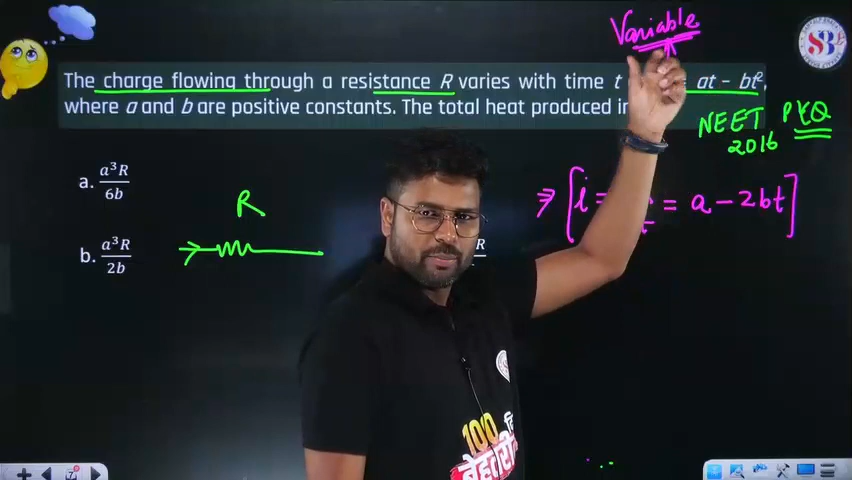 Variable
The charge flowing through a resistance R varies with time t at – bt²,
where a and b are positive constants. The total heat produced in
NEET PYQ
2016
a. a³R/6b
R
⇒ [i = = a – 2bt]
b. a³R/2b
R
SB
100